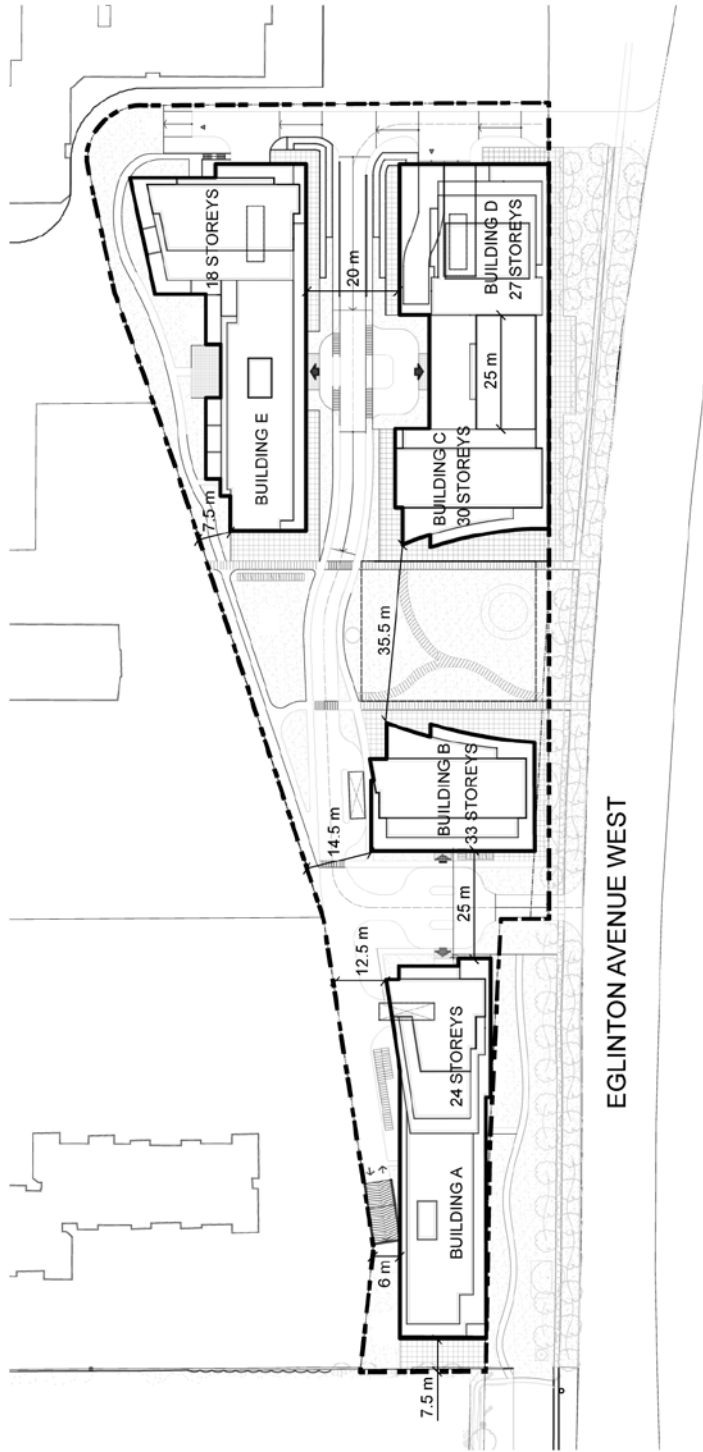 18 STOREYS
BUILDING E
7.5 m
20 m
BUILDING D
27 STOREYS
25 m
BUILDING C
30 STOREYS
35.5 m
BUILDING B
33 STOREYS
14.5 m
25 m
12.5 m
24 STOREYS
BUILDING A
6 m
7.5 m
EGLINTON AVENUE WEST